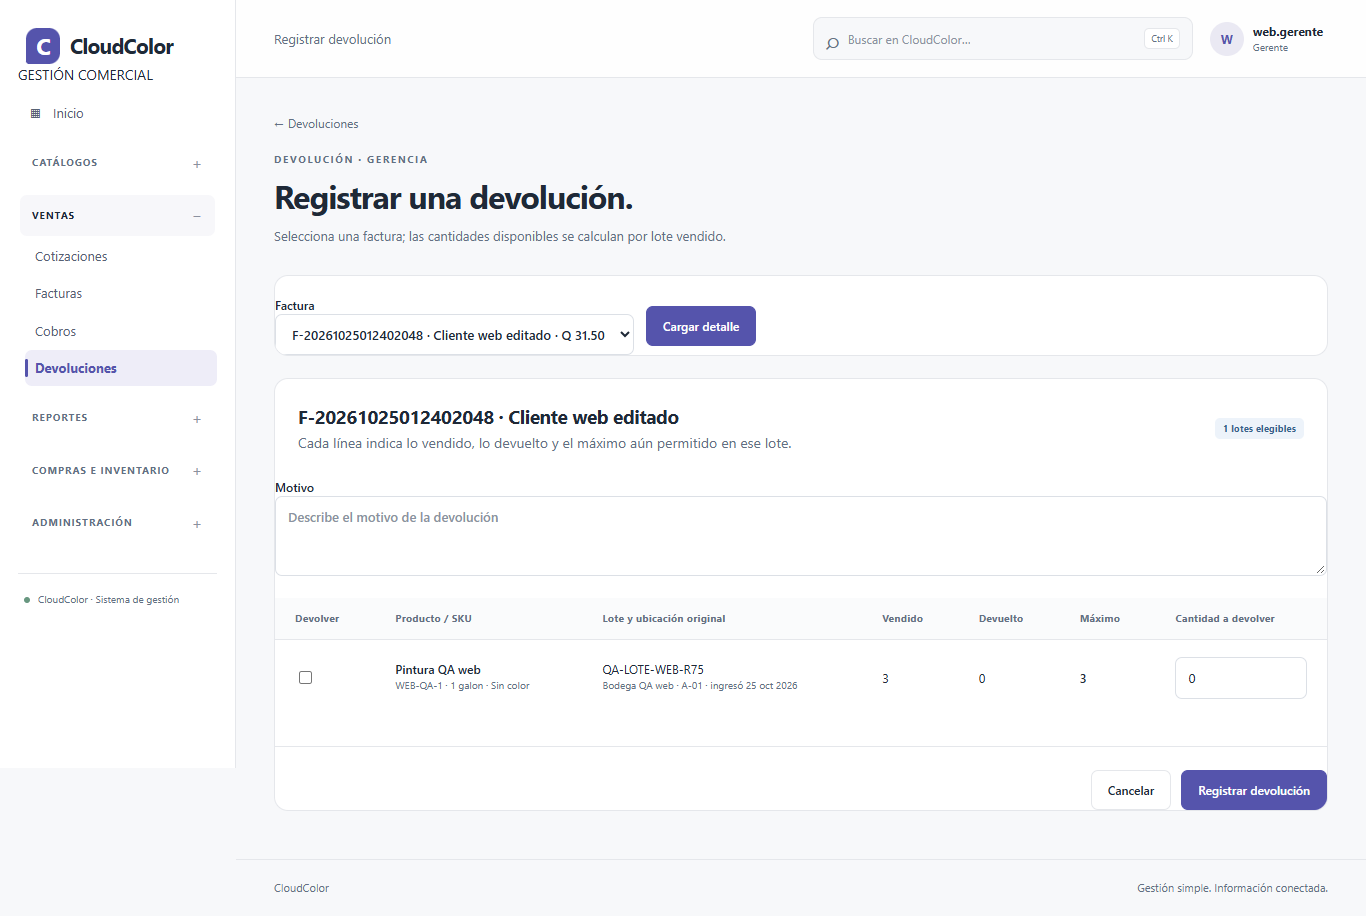 C CloudColor
GESTIÓN COMERCIAL
Inicio
CATÁLOGOS +
VENTAS −
Cotizaciones
Facturas
Cobros
Devoluciones
REPORTES +
COMPRAS E INVENTARIO +
ADMINISTRACIÓN +
CloudColor · Sistema de gestión
Registrar devolución
Buscar en CloudColor... Ctrl K
W
web.gerente
Gerente
← Devoluciones
DEVOLUCIÓN · GERENCIA
Registrar una devolución.
Selecciona una factura; las cantidades disponibles se calculan por lote vendido.
Factura
F-20261025012402048 · Cliente web editado · Q 31.50
Cargar detalle
F-20261025012402048 · Cliente web editado
Cada línea indica lo vendido, lo devuelto y el máximo aún permitido en ese lote.
1 lotes elegibles
Motivo
Describe el motivo de la devolución
Devolver Producto / SKU Lote y ubicación original Vendido Devuelto Máximo Cantidad a devolver
Pintura QA web QA-LOTE-WEB-R75 3 0 3 0
WEB-QA-1 · 1 galon · Sin color Bodega QA web · A-01 · ingresó 25 oct 2026
Cancelar Registrar devolución
CloudColor Gestión simple. Información conectada.